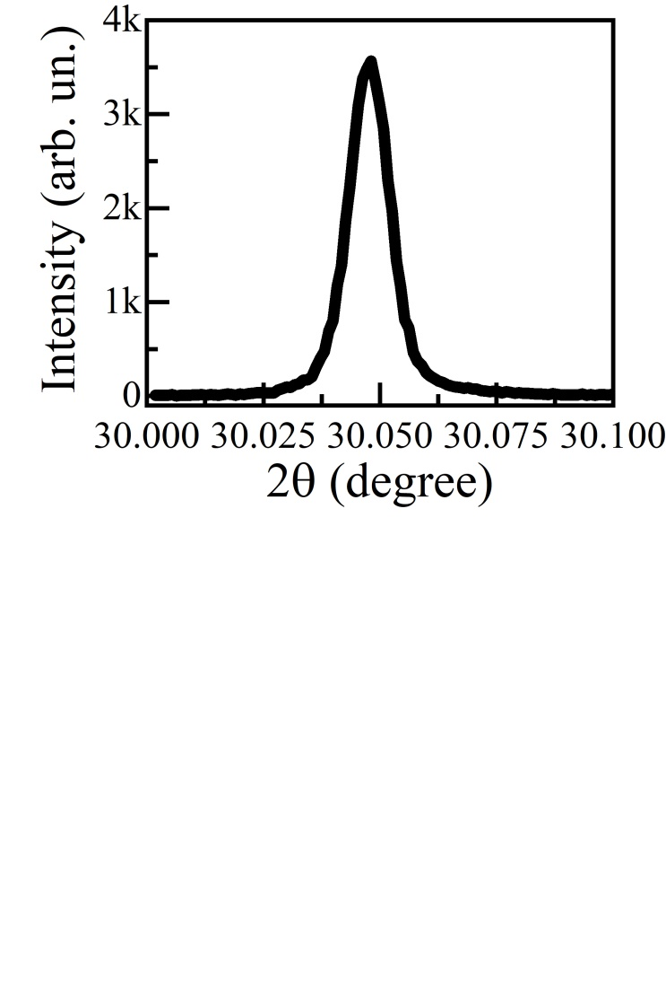 4k
3k
2k
1k
0
Intensity (arb. un.)
30.000 30.025 30.050 30.075 30.100
2θ (degree)